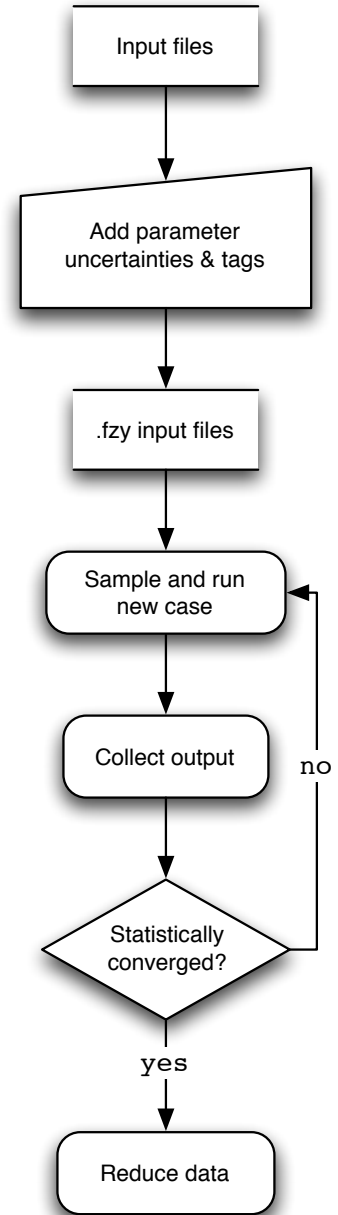 Input files
Add parameter
uncertainties & tags
.fzy input files
Sample and run
new case
Collect output
no
Statistically
converged?
yes
Reduce data